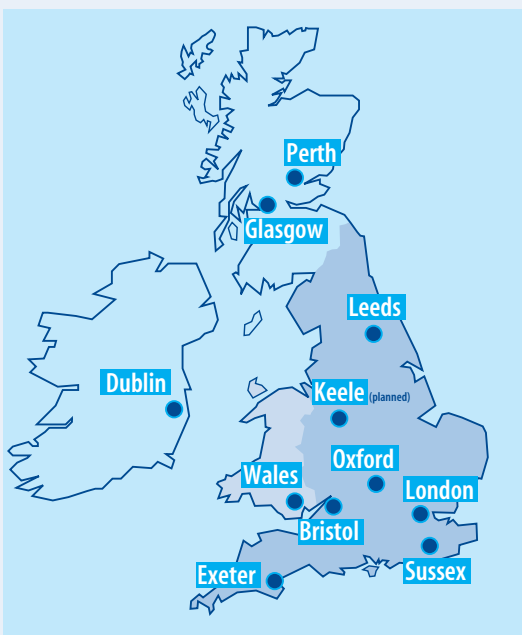 Perth
Glasgow
Leeds
Dublin
Keele (planned)
Oxford
Wales
London
Bristol
Exeter
Sussex